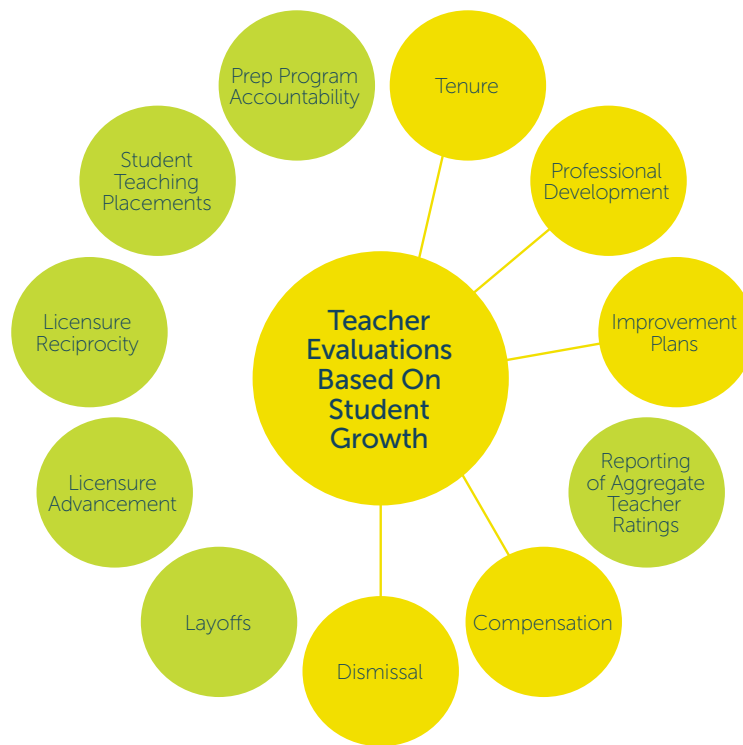 Prep Program
Accountability
Tenure
Student
Teaching
Placements
Professional
Development
Licensure
Reciprocity
Teacher
Evaluations
Based On
Student
Growth
Improvement
Plans
Licensure
Advancement
Reporting
of Aggregate
Teacher
Ratings
Layoffs
Compensation
Dismissal